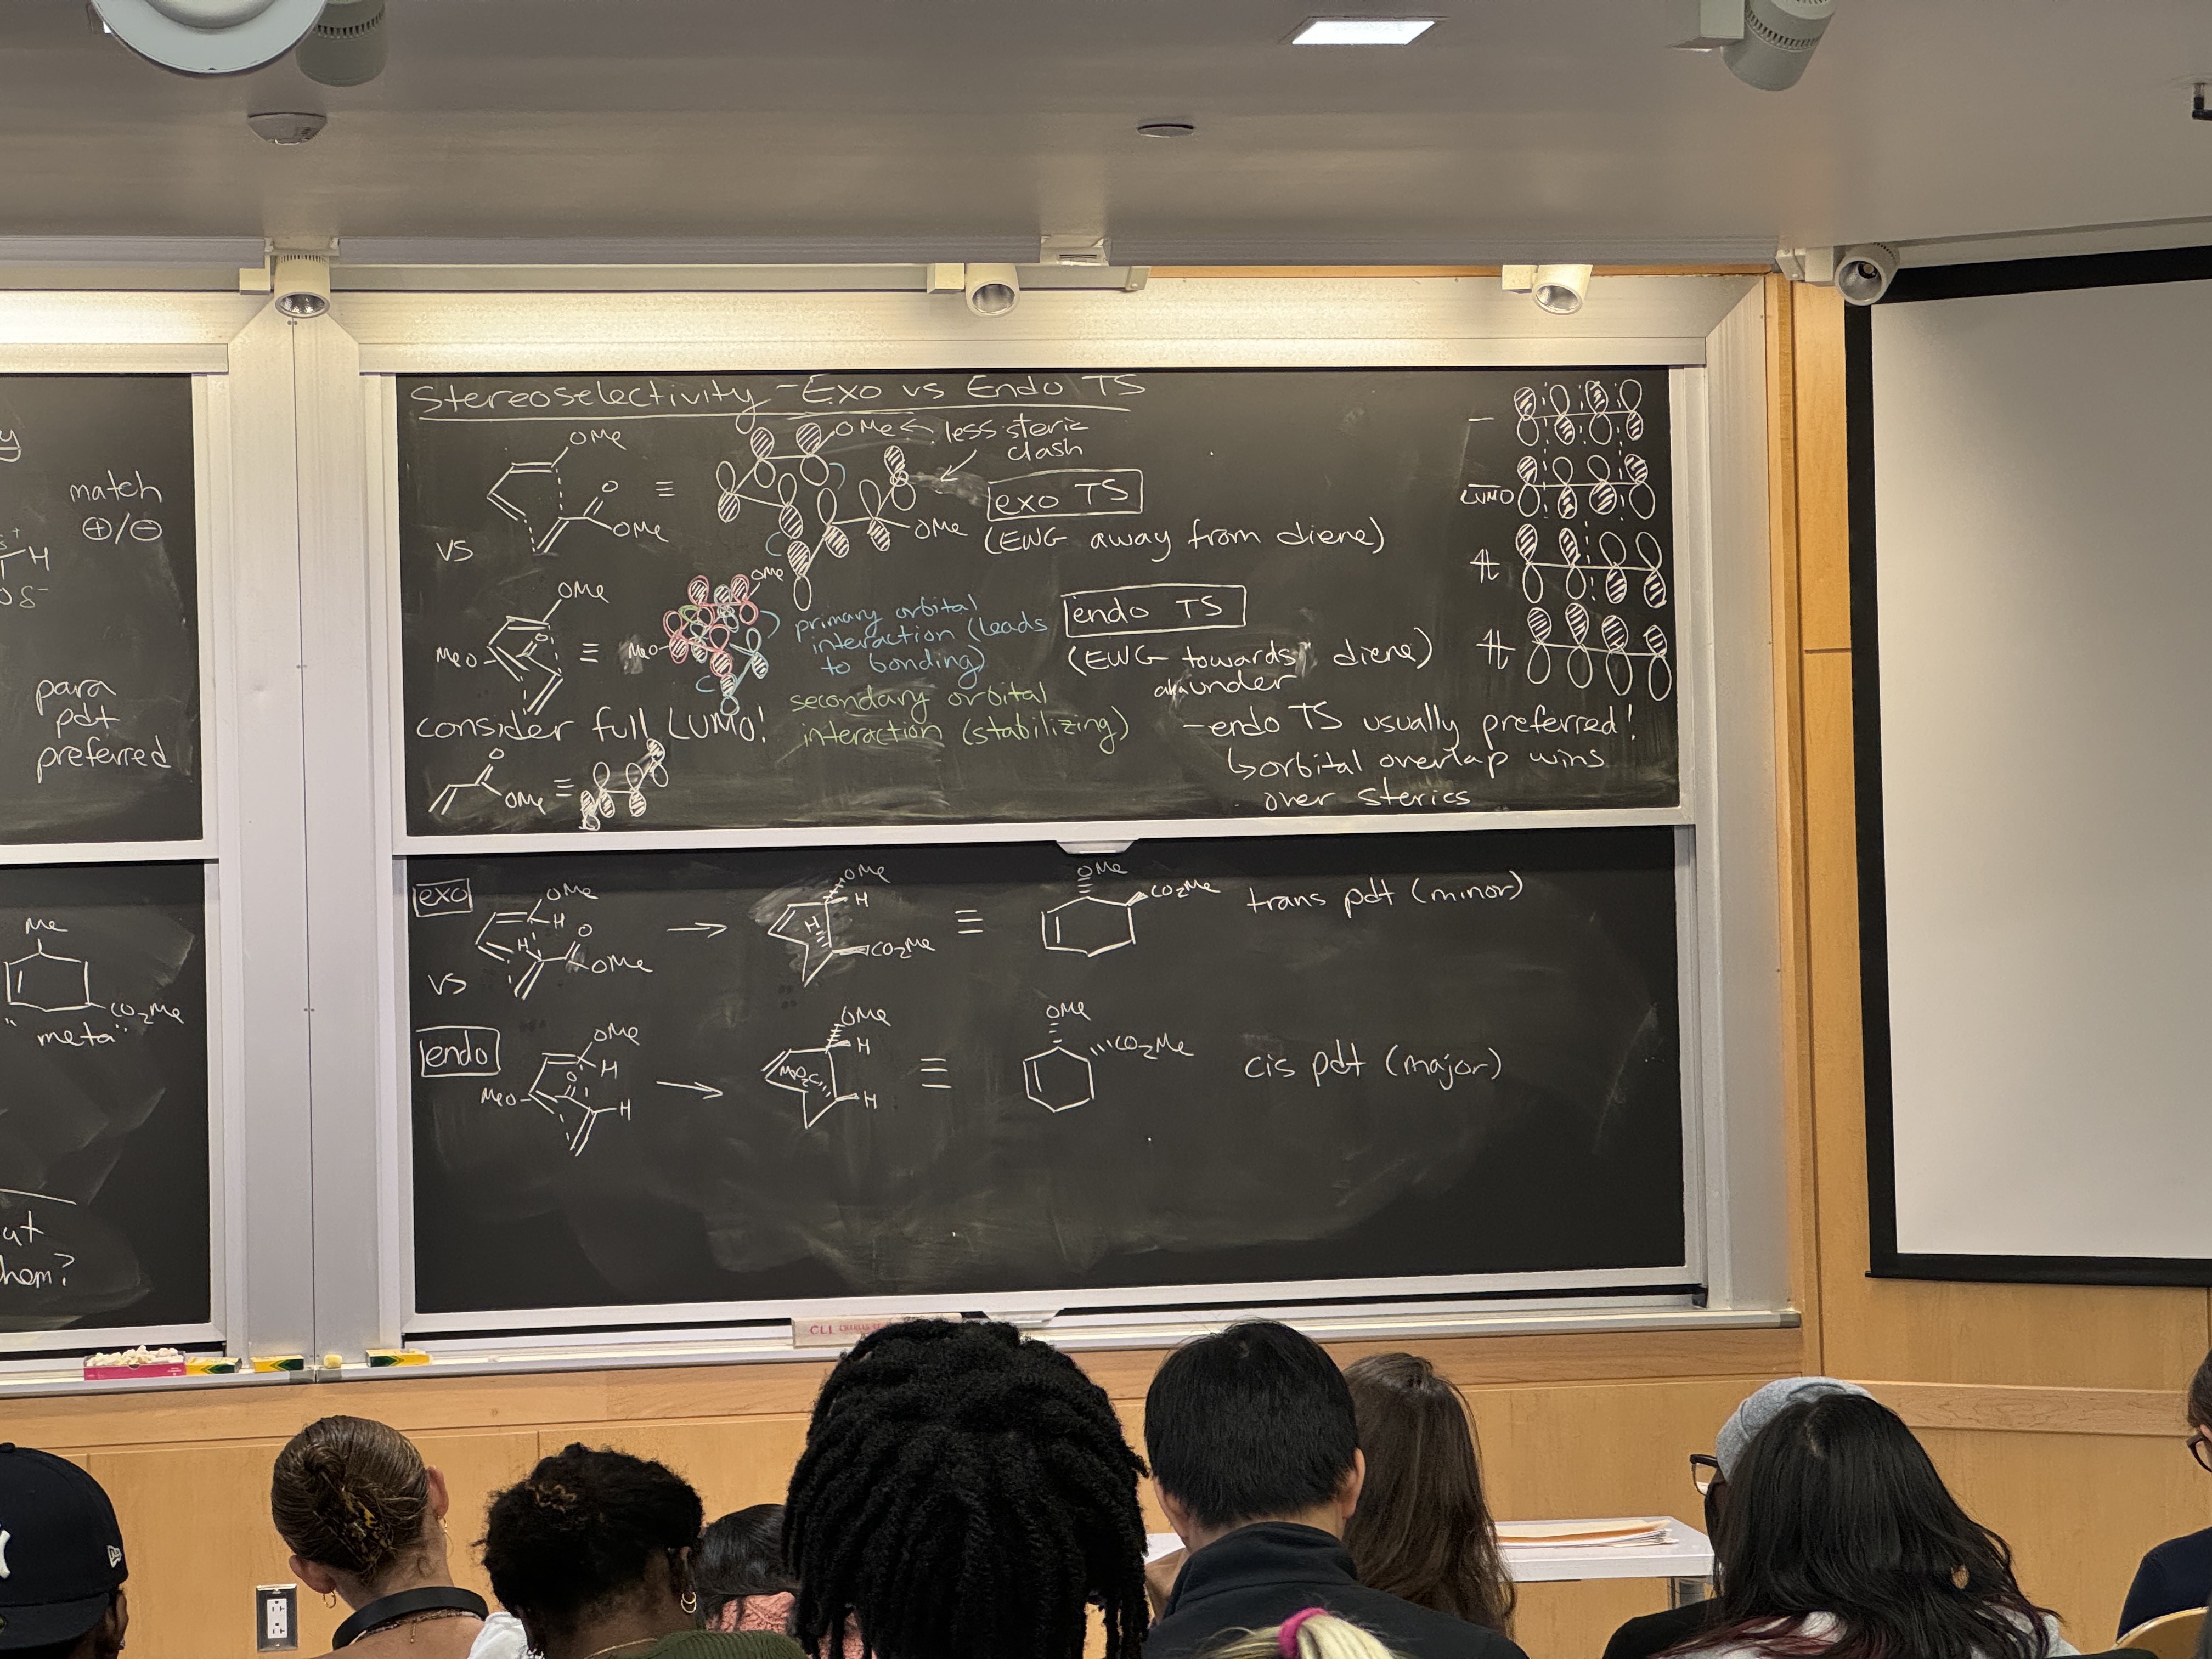 y
match
⊕/⊖
H
δ-
para
pdt
preferred
Me
CO2Me
"meta"
at
hem?
Stereoselectivity - Exo vs Endo TS
OMe
O
OMe
≡
OMe ← less steric
clash
OMe
exo TS
(EWG away from diene)
vs
OMe
MeO
O
≡
OMe
MeO
primary orbital
interaction (leads
to bonding)
secondary orbital
interaction (stabilizing)
endo TS
(EWG "towards" diene)
under
- endo TS usually preferred!
↳ orbital overlap wins
over sterics
consider full LUMO!
O
OMe
≡
LUMO
exo
OMe
H
H
O
OMe
→
OMe
H
H
CO2Me
≡
OMe
CO2Me
trans pdt (minor)
vs
endo
OMe
H
O
MeO
H
→
OMe
H
MeO2C
H
≡
OMe
CO2Me
cis pdt (major)
CLI